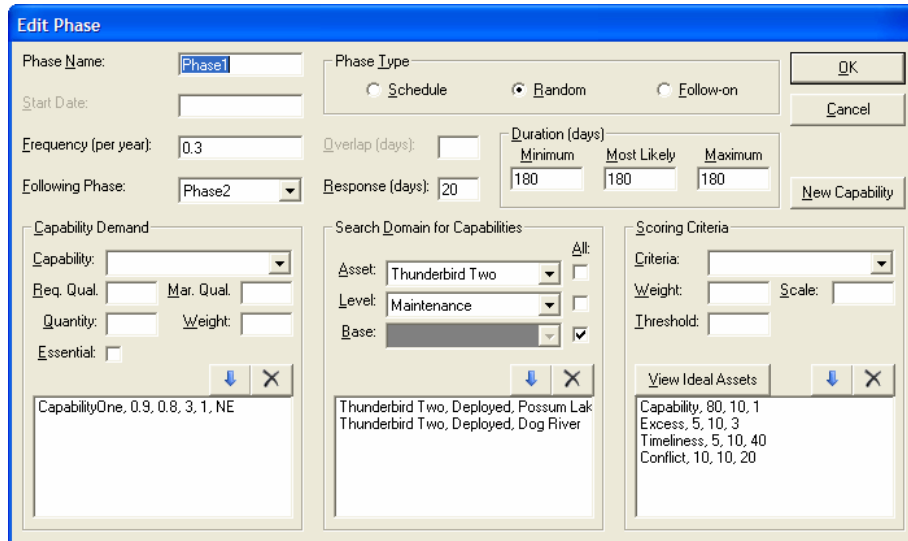 Edit Phase
Phase Name: Phase1
Phase Type
Schedule Random Follow-on
OK
Start Date:
Cancel
Frequency (per year): 0.3
Overlap (days):
Duration (days)
Minimum Most Likely Maximum
180 180 180
Following Phase: Phase2
Response (days): 20
New Capability
Capability Demand
Capability:
Req. Qual. Mar. Qual.
Quantity: Weight:
Essential:
CapabilityOne, 0.9, 0.8, 3, 1, NE
Search Domain for Capabilities
All:
Asset: Thunderbird Two
Level: Maintenance
Base:
Thunderbird Two, Deployed, Possum Lak
Thunderbird Two, Deployed, Dog River
Scoring Criteria
Criteria:
Weight: Scale:
Threshold:
View Ideal Assets
Capability, 80, 10, 1
Excess, 5, 10, 3
Timeliness, 5, 10, 40
Conflict, 10, 10, 20